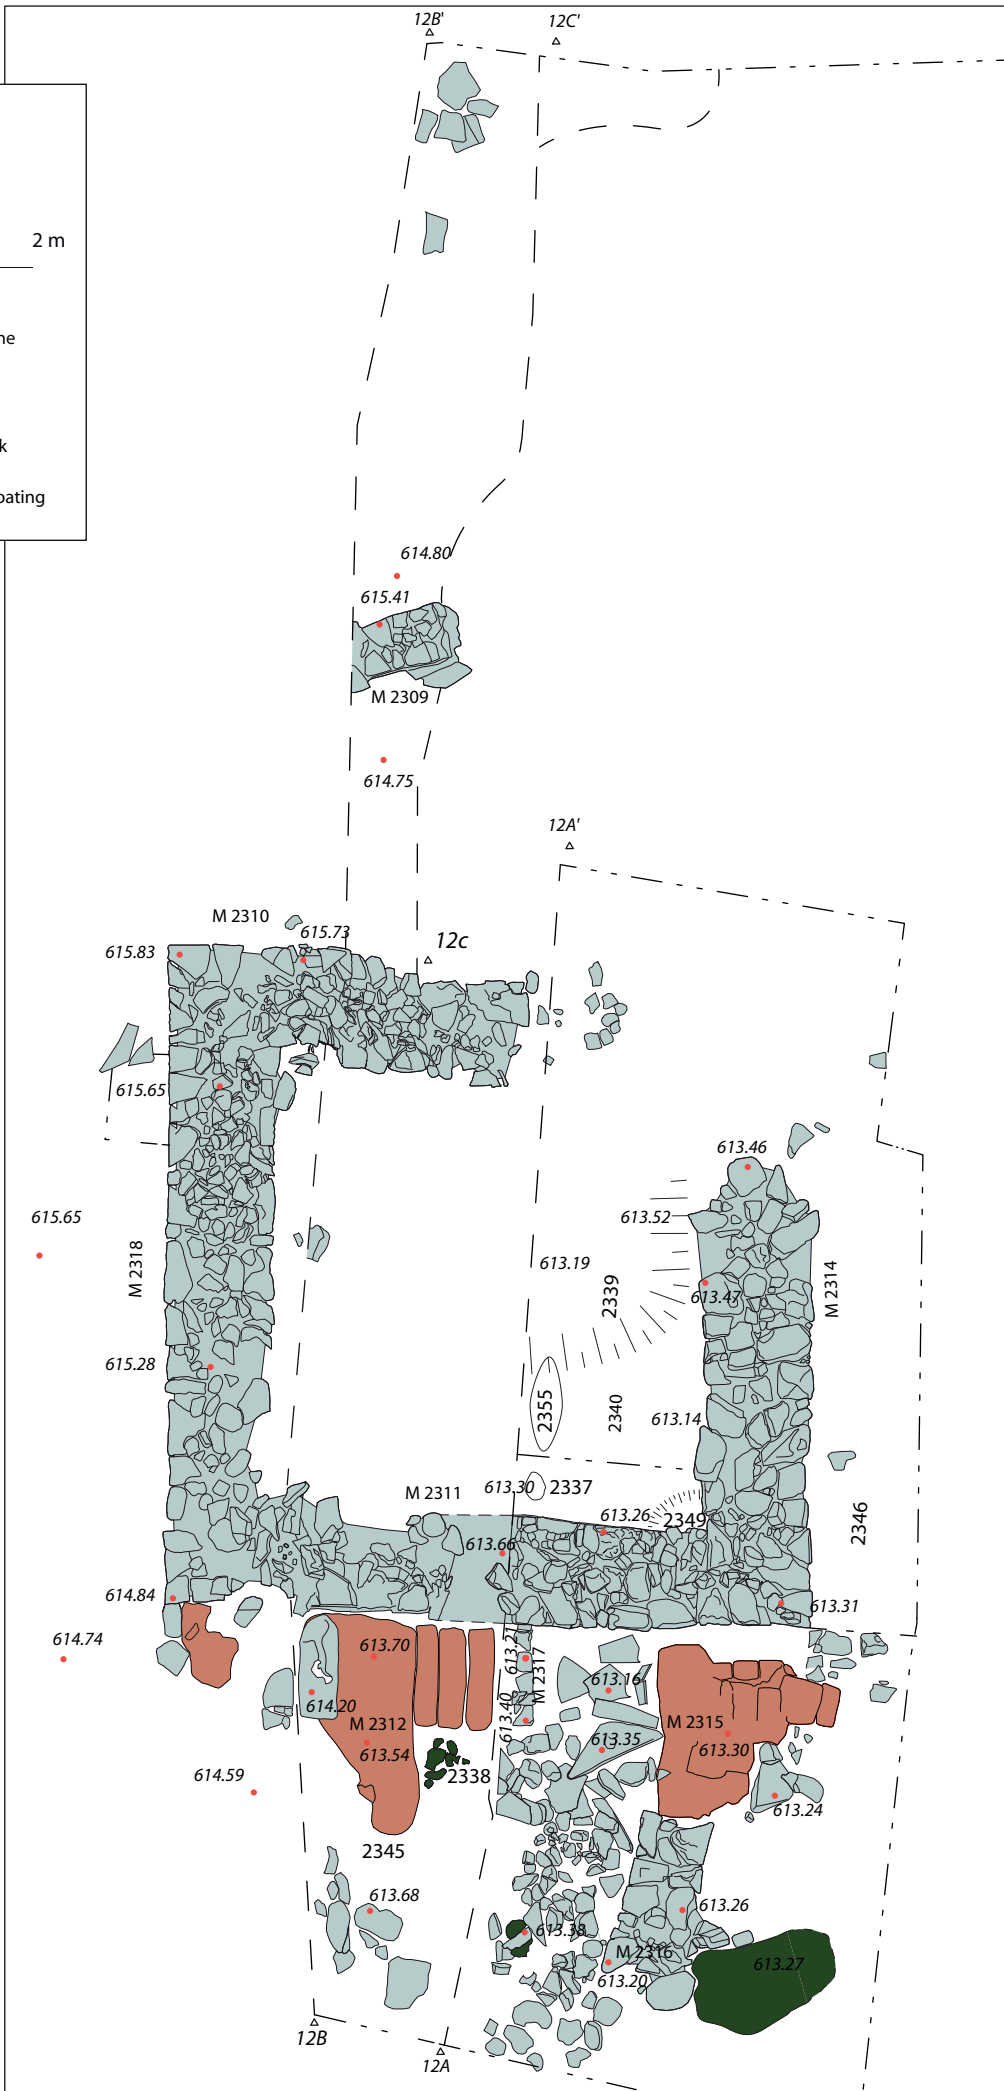 12B'
12C'
2 m
ne
k
oating
614.80
615.41
M 2309
614.75
12A'
M 2310
615.73
12c
615.83
615.65
613.46
615.65
613.52
M 2318
613.19
2339
613.47
M 2314
615.28
2355
2340
613.14
M 2311
613.30
2337
613.26
2349
2346
613.66
614.84
613.31
614.74
613.70
613.21
M 2317
613.16
614.20
613.40
M 2312
M 2315
613.54
613.35
613.30
2338
614.59
613.24
2345
613.68
613.26
613.38
M 2316
613.20
613.27
12B
12A